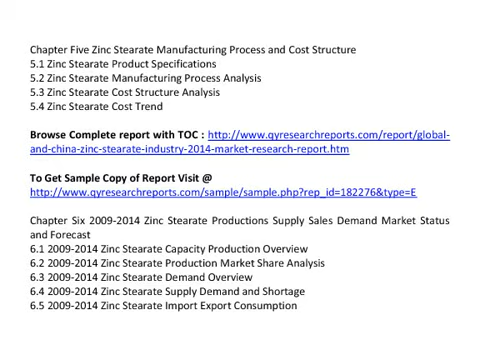 Chapter Five Zinc Stearate Manufacturing Process and Cost Structure
5.1 Zinc Stearate Product Specifications
5.2 Zinc Stearate Manufacturing Process Analysis
5.3 Zinc Stearate Cost Structure Analysis
5.4 Zinc Stearate Cost Trend
Browse Complete report with TOC : http://www.qyresearchreports.com/report/global-
and-china-zinc-stearate-industry-2014-market-research-report.htm
To Get Sample Copy of Report Visit @
http://www.qyresearchreports.com/sample/sample.php?rep_id=182276&type=E
Chapter Six 2009-2014 Zinc Stearate Productions Supply Sales Demand Market Status
and Forecast
6.1 2009-2014 Zinc Stearate Capacity Production Overview
6.2 2009-2014 Zinc Stearate Production Market Share Analysis
6.3 2009-2014 Zinc Stearate Demand Overview
6.4 2009-2014 Zinc Stearate Supply Demand and Shortage
6.5 2009-2014 Zinc Stearate Import Export Consumption